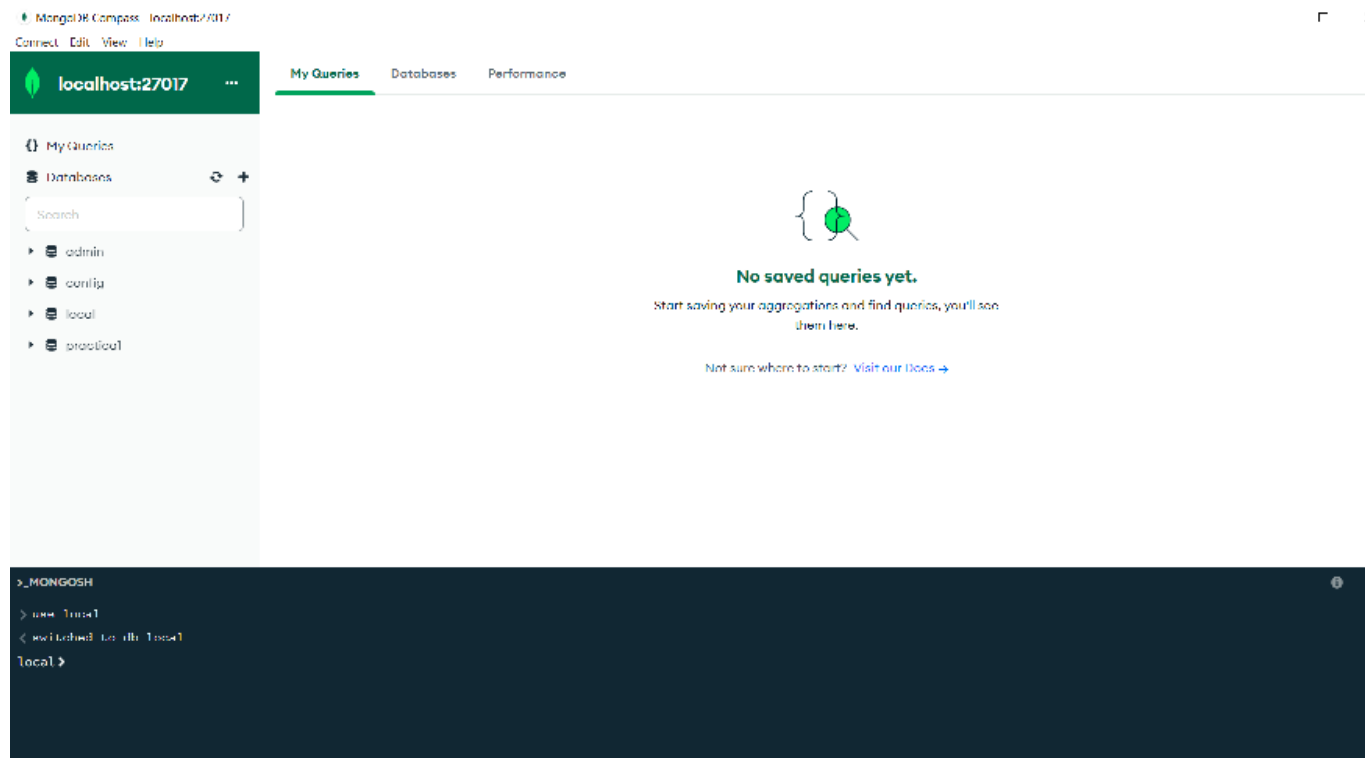 MongoDB Compass - localhost:27017
Connect Edit View Help
localhost:27017 ...
My Queries Databases Performance
{} My Queries
Databases
Search
admin
config
local
practical
No saved queries yet.
Start saving your aggregations and find queries, you'll see
them here.
Not sure where to start? Visit our Docs →
>_MONGOSH
> use local
< switched to db local
local>